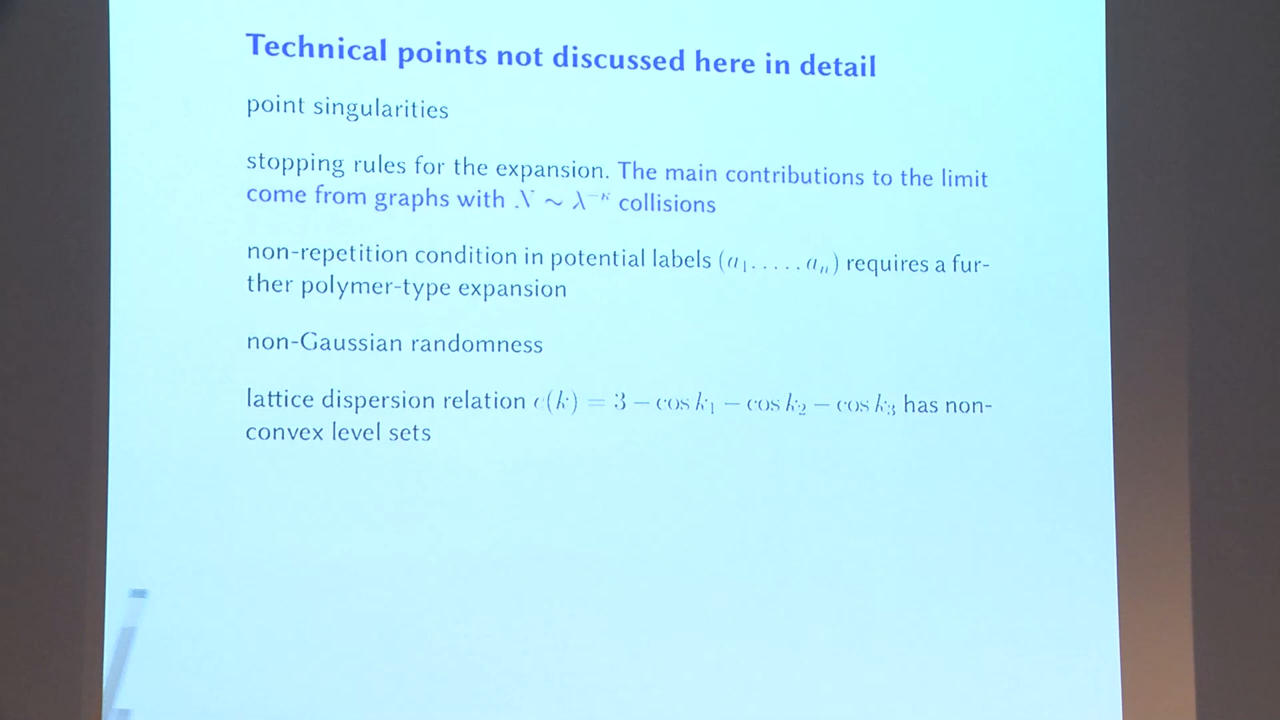 Technical points not discussed here in detail
point singularities
stopping rules for the expansion. The main contributions to the limit
come from graphs with N ∼ λ^{−κ} collisions
non-repetition condition in potential labels (a₁, . . . , aₙ) requires a fur-
ther polymer-type expansion
non-Gaussian randomness
lattice dispersion relation e(k) = 3 − cos k₁ − cos k₂ − cos k₃ has non-
convex level sets